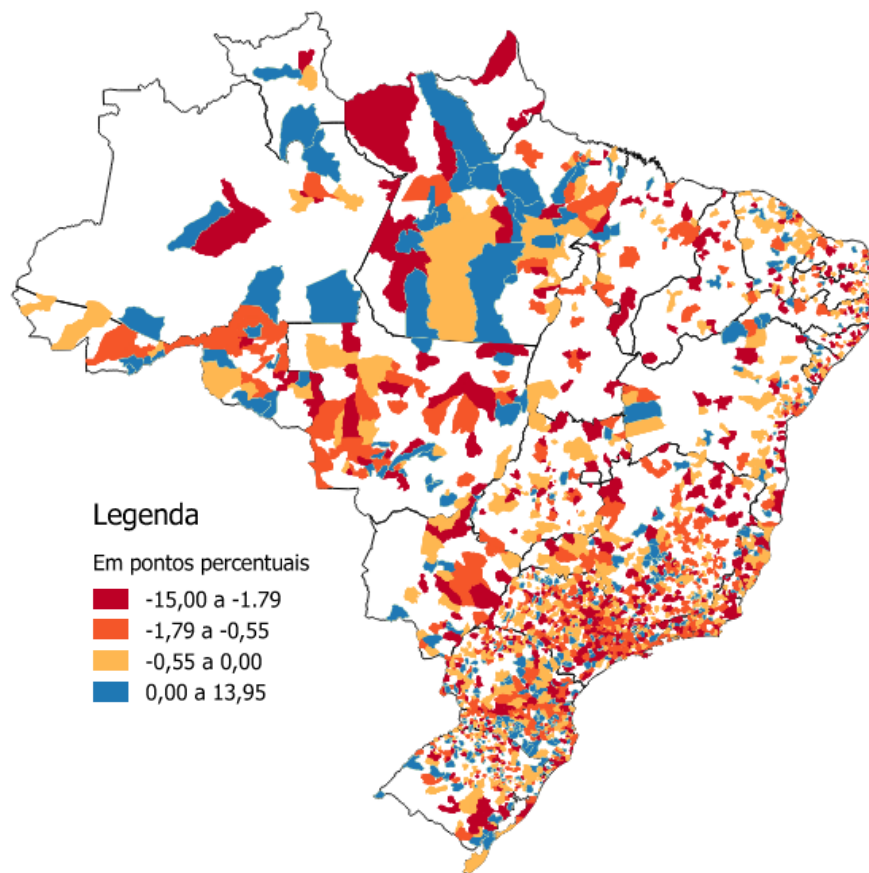 Legenda
Em pontos percentuais
-15,00 a -1.79
-1,79 a -0,55
-0,55 a 0,00
0,00 a 13,95